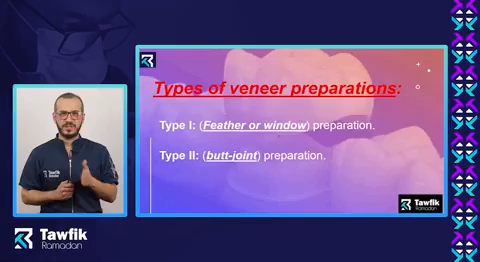 Types of veneer preparations:
Type I: (Feather or window) preparation.
Type II: (butt-joint) preparation.
Tawfik
Tawfik
Ramadan
Tawfik
Ramadan